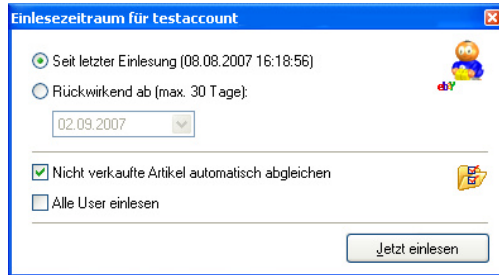 Einlesezeitraum für testaccount
Seit letzter Einlesung (08.08.2007 16:18:56)
ebY
Rückwirkend ab (max. 30 Tage):
02.09.2007
Nicht verkaufte Artikel automatisch abgleichen
Alle User einlesen
Jetzt einlesen